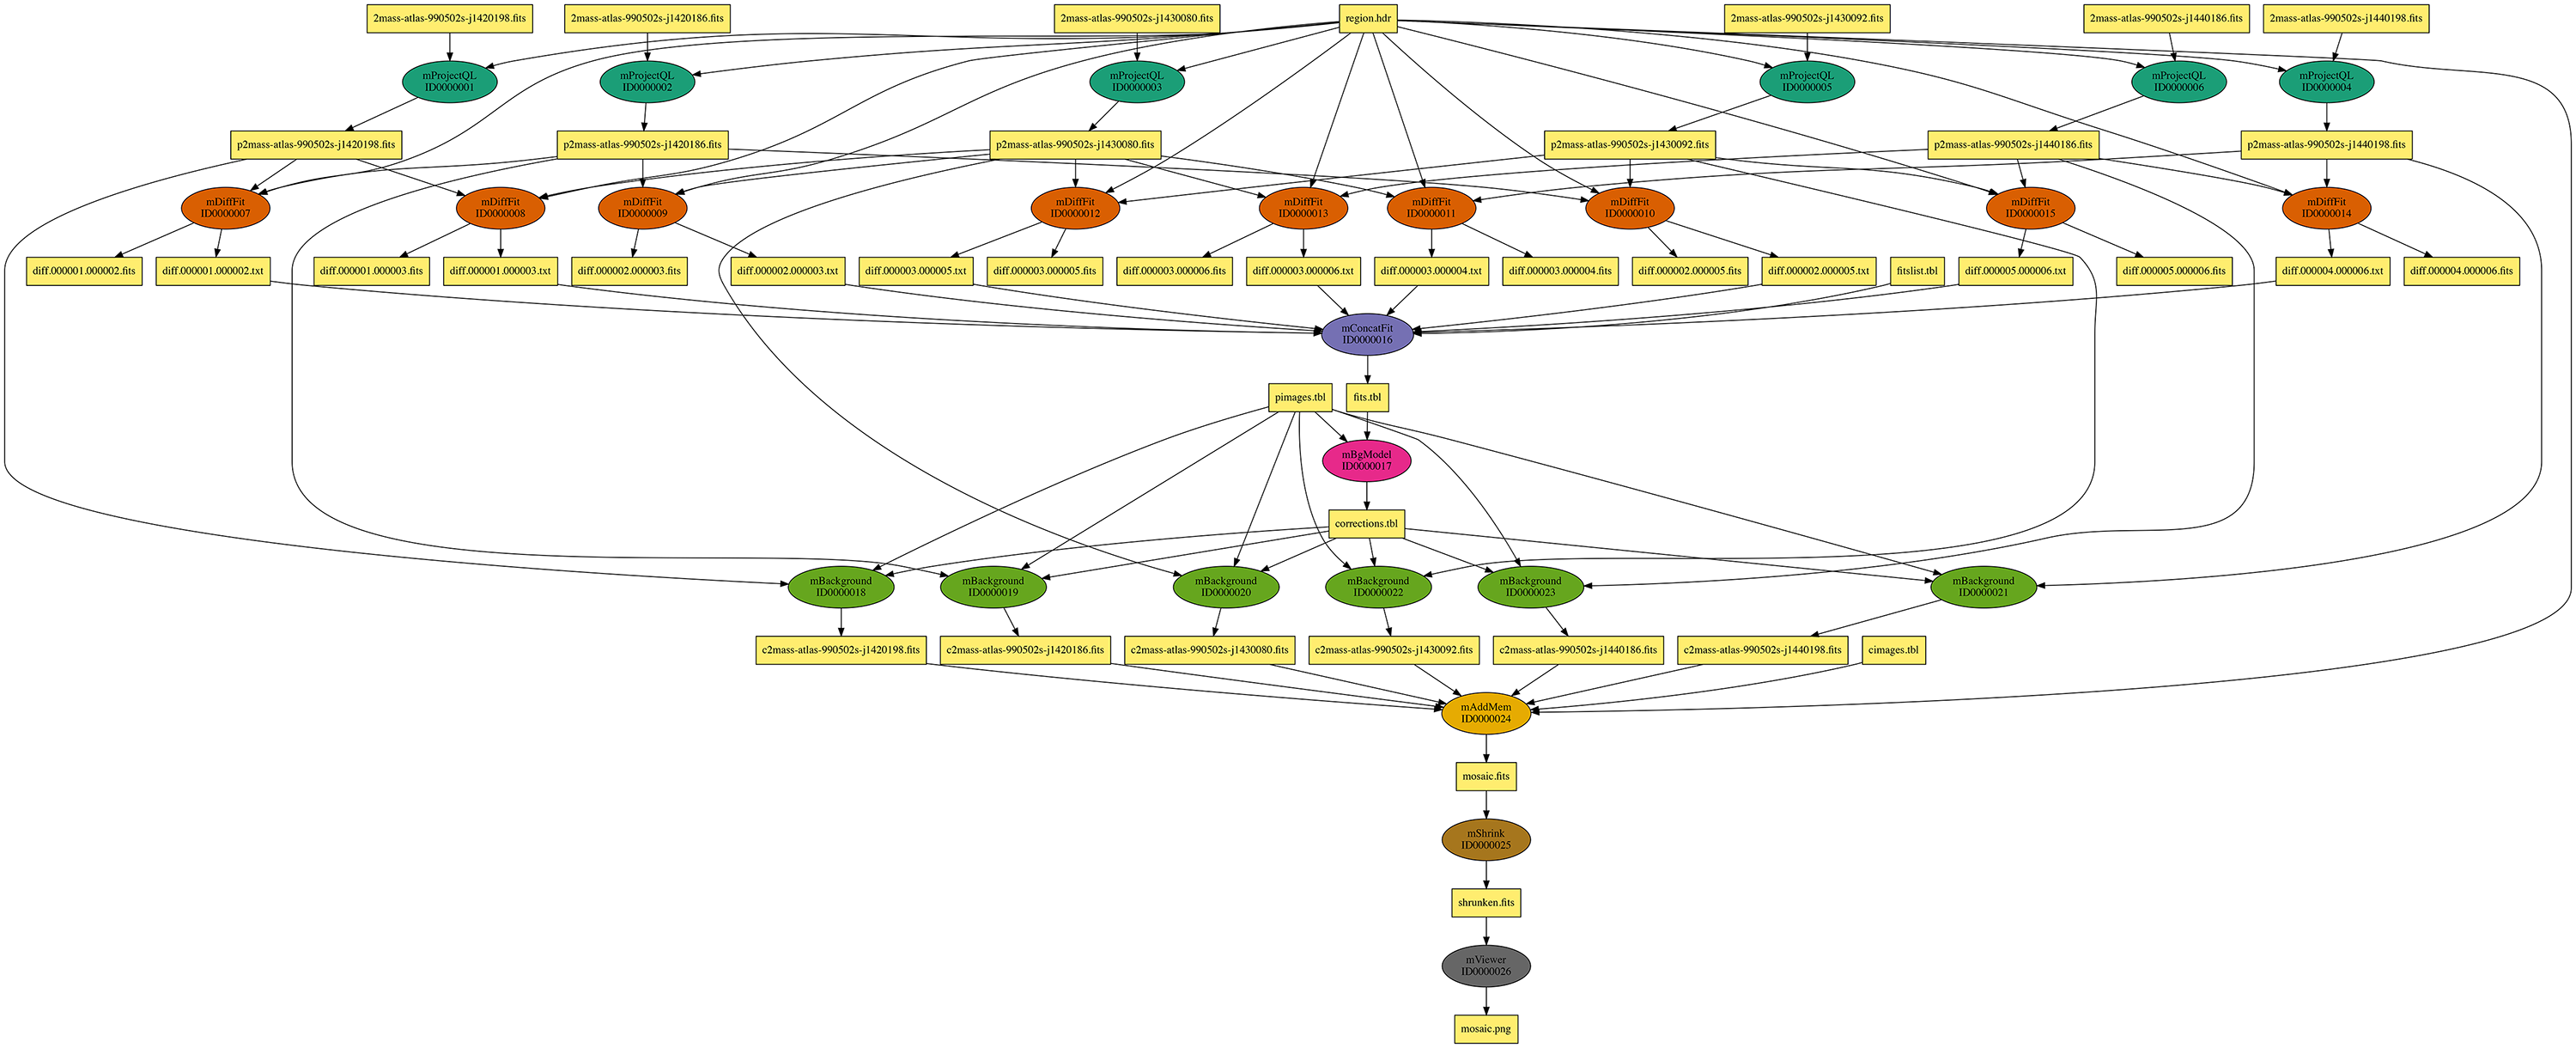 2mass-atlas-990502s-j1420198.fits
2mass-atlas-990502s-j1420186.fits
2mass-atlas-990502s-j1430080.fits
region.hdr
2mass-atlas-990502s-j1430092.fits
2mass-atlas-990502s-j1440186.fits
2mass-atlas-990502s-j1440198.fits
mProjectQL
ID0000001
mProjectQL
ID0000002
mProjectQL
ID0000003
mProjectQL
ID0000005
mProjectQL
ID0000006
mProjectQL
ID0000004
p2mass-atlas-990502s-j1420198.fits
p2mass-atlas-990502s-j1420186.fits
p2mass-atlas-990502s-j1430080.fits
p2mass-atlas-990502s-j1430092.fits
p2mass-atlas-990502s-j1440186.fits
p2mass-atlas-990502s-j1440198.fits
mDiffFit
ID0000007
mDiffFit
ID0000008
mDiffFit
ID0000009
mDiffFit
ID0000012
mDiffFit
ID0000013
mDiffFit
ID0000011
mDiffFit
ID0000010
mDiffFit
ID0000015
mDiffFit
ID0000014
diff.000001.000002.fits
diff.000001.000002.txt
diff.000001.000003.fits
diff.000001.000003.txt
diff.000002.000003.fits
diff.000002.000003.txt
diff.000003.000005.txt
diff.000003.000005.fits
diff.000003.000006.fits
diff.000003.000006.txt
diff.000003.000004.txt
diff.000003.000004.fits
diff.000002.000005.fits
diff.000002.000005.txt
fitslist.tbl
diff.000005.000006.txt
diff.000005.000006.fits
diff.000004.000006.txt
diff.000004.000006.fits
mConcatFit
ID0000016
pimages.tbl
fits.tbl
mBgModel
ID0000017
corrections.tbl
mBackground
ID0000018
mBackground
ID0000019
mBackground
ID0000020
mBackground
ID0000022
mBackground
ID0000023
mBackground
ID0000021
c2mass-atlas-990502s-j1420198.fits
c2mass-atlas-990502s-j1420186.fits
c2mass-atlas-990502s-j1430080.fits
c2mass-atlas-990502s-j1430092.fits
c2mass-atlas-990502s-j1440186.fits
c2mass-atlas-990502s-j1440198.fits
cimages.tbl
mAddMem
ID0000024
mosaic.fits
mShrink
ID0000025
shrunken.fits
mViewer
ID0000026
mosaic.png